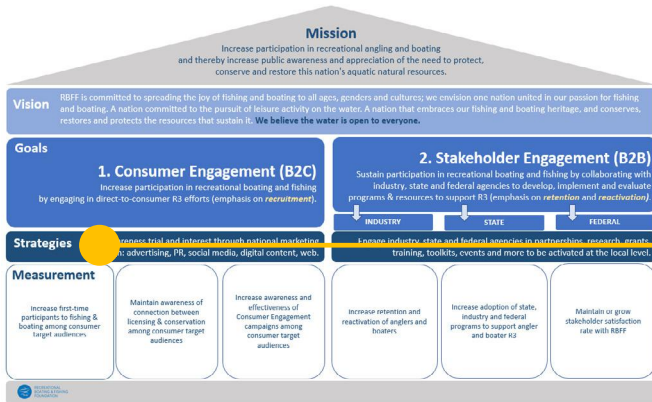 Mission
Increase participation in recreational angling and boating
and thereby increase public awareness and appreciation of the need to protect,
conserve and restore this nation's aquatic natural resources.
Vision
RBFF is committed to spreading the joy of fishing and boating to all ages, genders and cultures; we envision one nation united in our passion for fishing
and boating. A nation committed to the pursuit of leisure activity on the water. A nation that embraces our fishing and boating heritage, and conserves,
restores and protects the resources that sustain it. We believe the water is open to everyone.
Goals
1. Consumer Engagement (B2C)
Increase participation in recreational boating and fishing
by engaging in direct-to-consumer R3 efforts (emphasis on recruitment).
2. Stakeholder Engagement (B2B)
Sustain participation in recreational boating and fishing by collaborating with
industry, state and federal agencies to develop, implement and evaluate
programs & resources to support R3 (emphasis on retention and reactivation).
INDUSTRY
STATE
FEDERAL
Strategies
trial and interest through national marketing
advertising, PR, social media, digital content, web.
Engage industry, state and federal agencies in partnerships, research, grants,
training, toolkits, events and more to be activated at the local level.
Measurement
Increase first-time
participants to fishing &
boating among consumer
target audiences
Maintain awareness of
connection between
licensing & conservation
among consumer target
audiences
Increase awareness and
effectiveness of
Consumer Engagement
campaigns among
consumer target
audiences
Increase retention and
reactivation of anglers and
boaters
Increase adoption of state,
industry and federal
programs to support angler
and boater R3
Maintain or grow
stakeholder satisfaction
rate with RBFF
RECREATIONAL
BOATING & FISHING
FOUNDATION